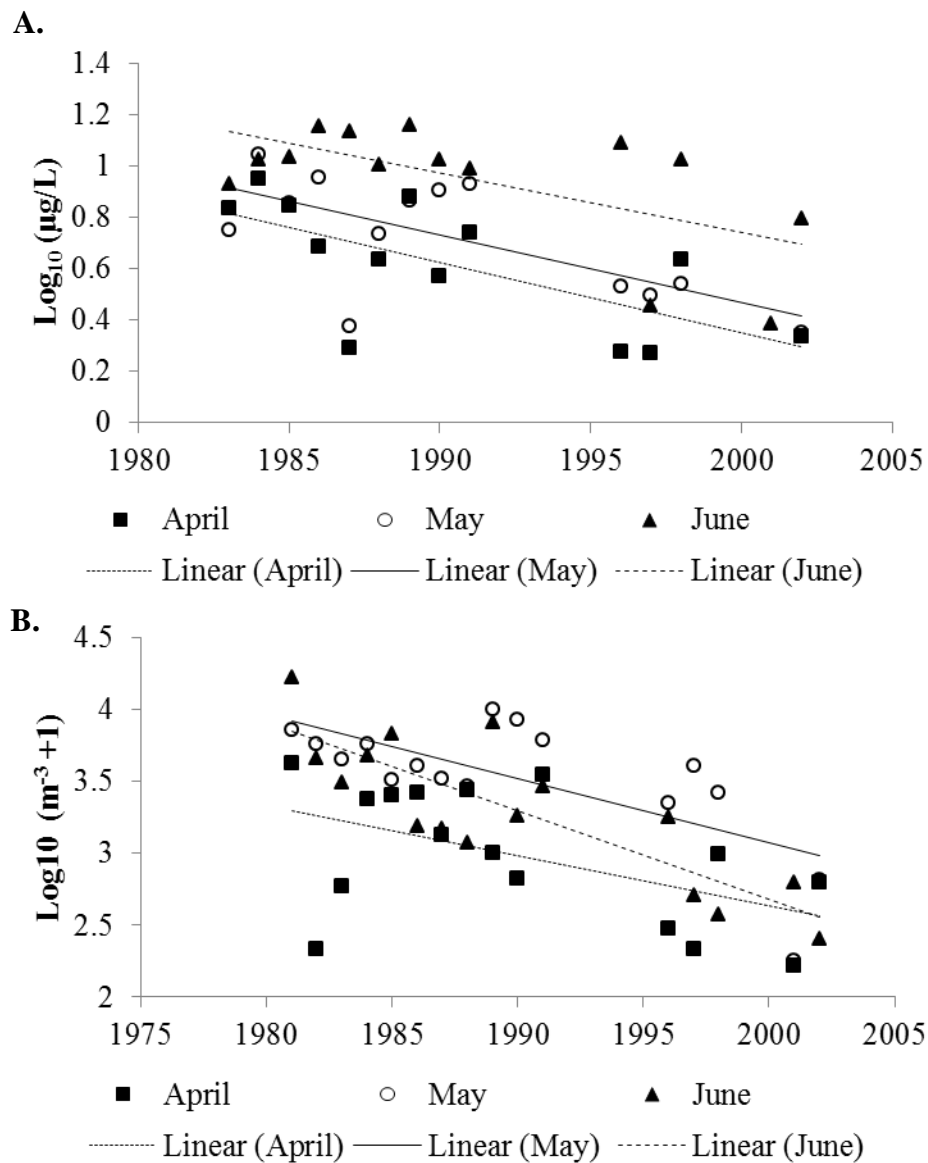 A.
Log₁₀ (µg/L)
1.4
1.2
1
0.8
0.6
0.4
0.2
0
1980 1985 1990 1995 2000 2005
April May June
Linear (April) Linear (May) Linear (June)
B.
Log10 (m⁻³ +1)
4.5
4
3.5
3
2.5
2
1975 1980 1985 1990 1995 2000 2005
April May June
Linear (April) Linear (May) Linear (June)